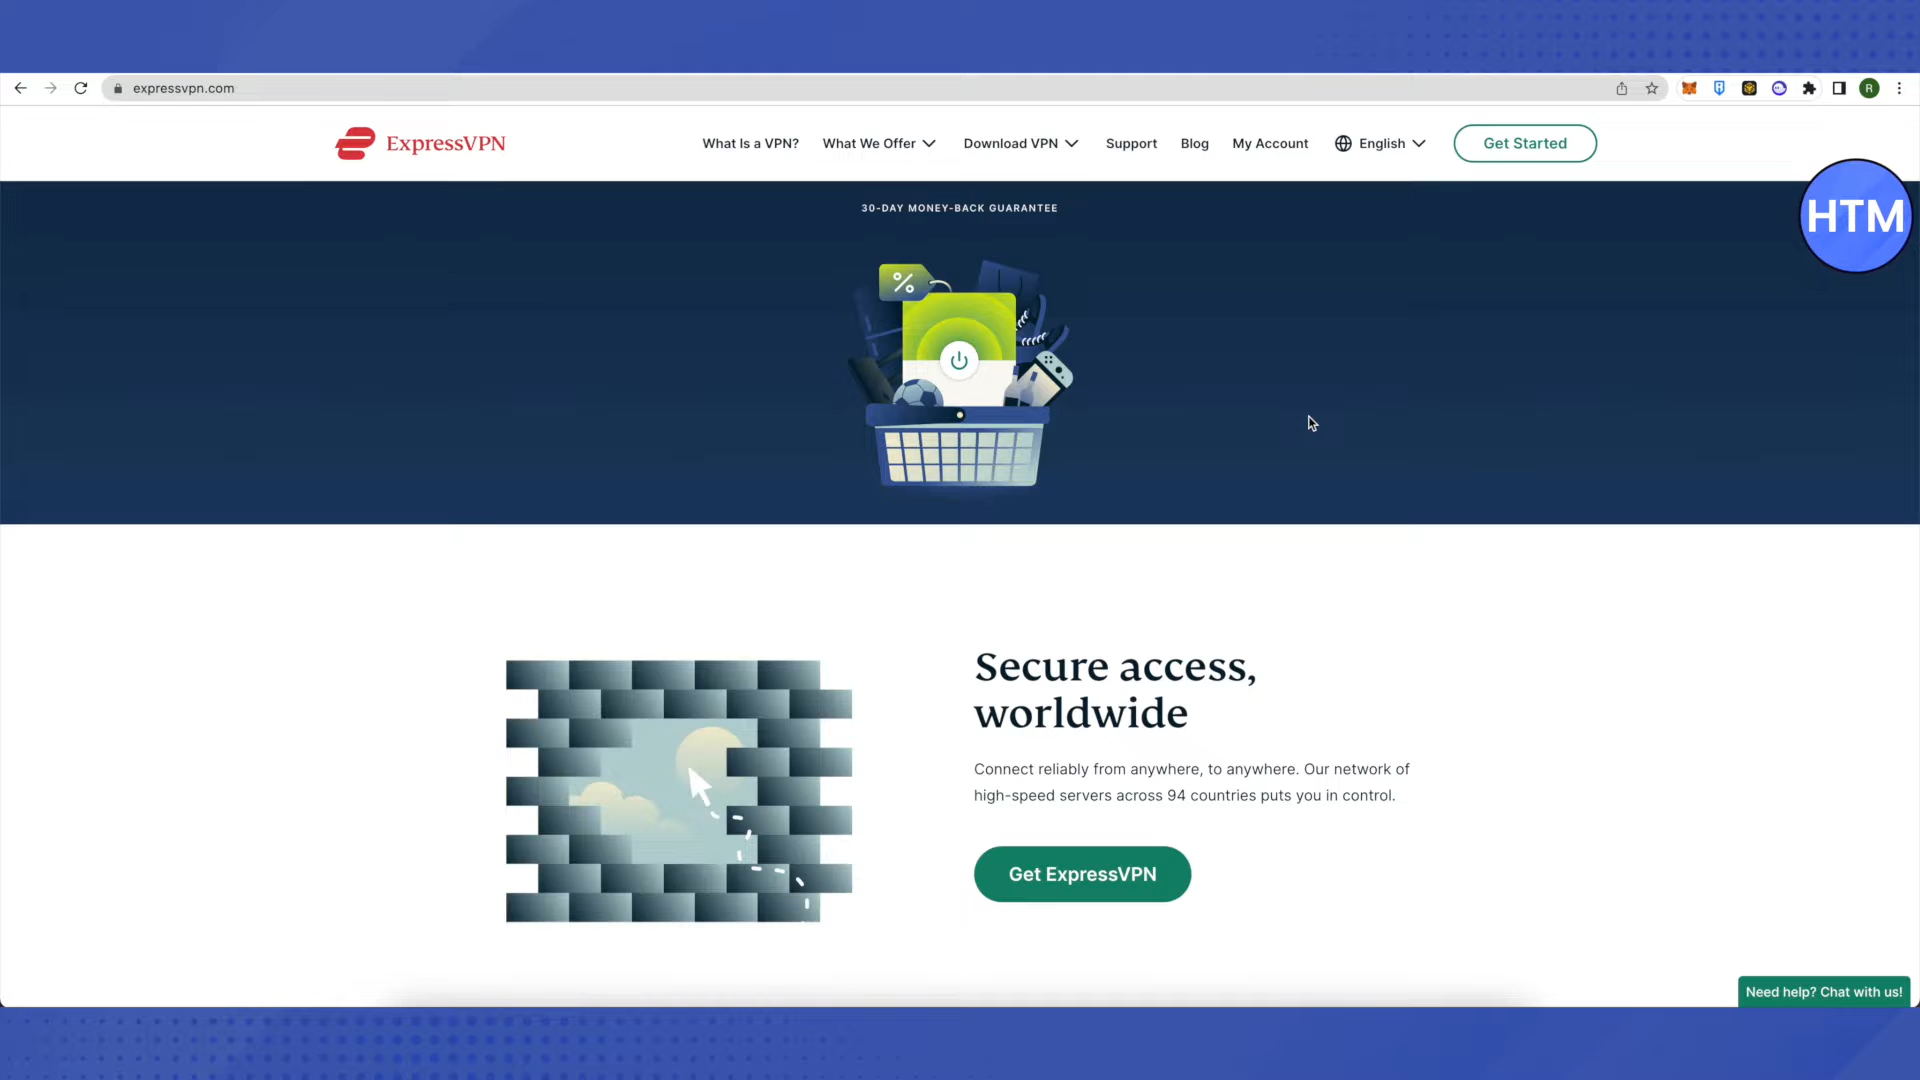 expressvpn.com
R
ExpressVPN
What Is a VPN?
What We Offer
Download VPN
Support
Blog
My Account
English
Get Started
30-DAY MONEY-BACK GUARANTEE
HTM
%
Secure access,
worldwide
Connect reliably from anywhere, to anywhere. Our network of
high-speed servers across 94 countries puts you in control.
Get ExpressVPN
Need help? Chat with us!